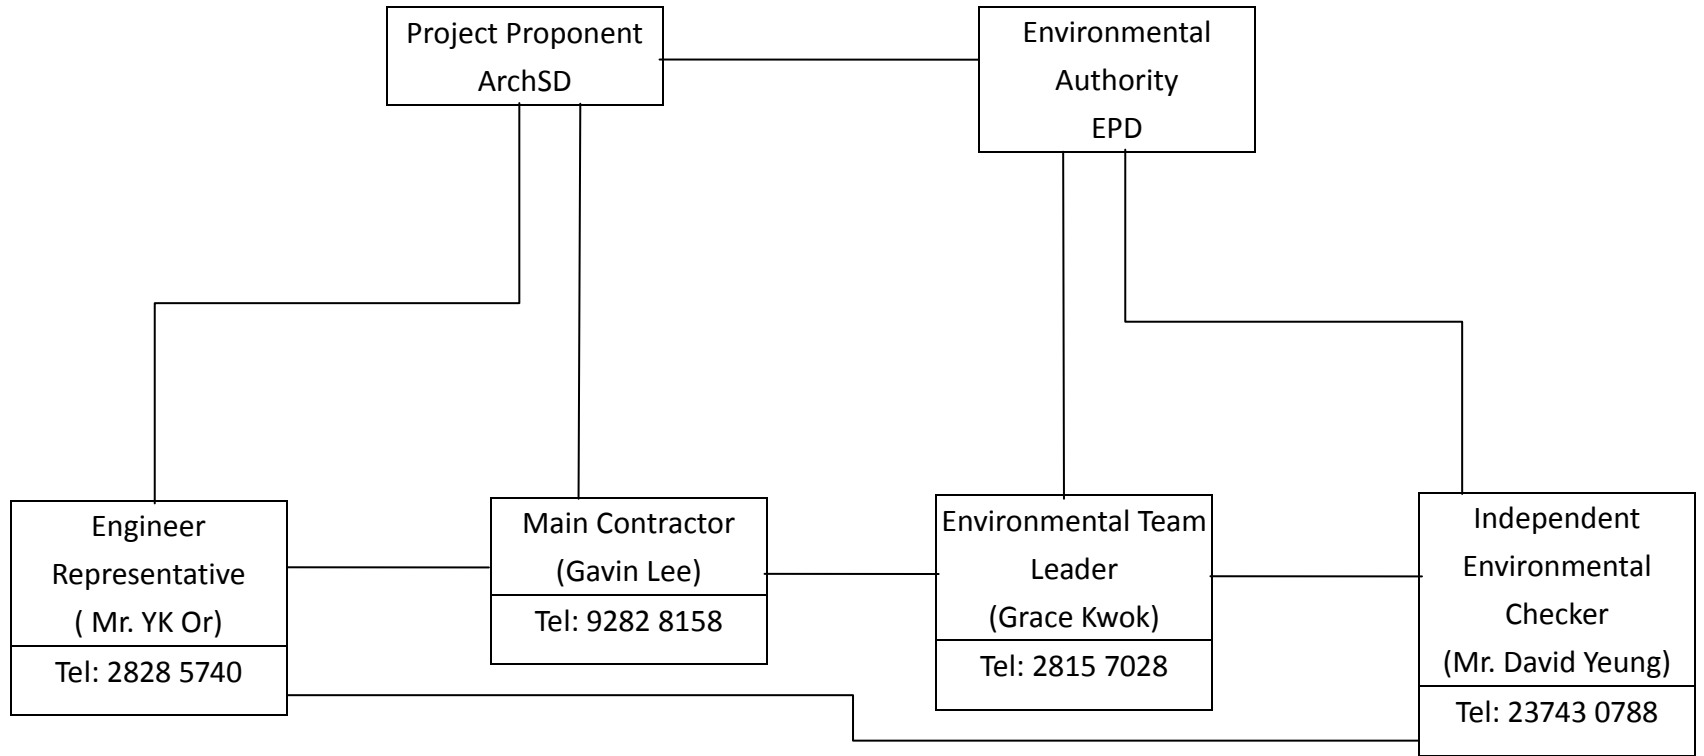 Project Proponent
ArchSD
Environmental
Authority
EPD
Engineer
Representative
( Mr. YK Or)
Tel: 2828 5740
Main Contractor
(Gavin Lee)
Tel: 9282 8158
Environmental Team
Leader
(Grace Kwok)
Tel: 2815 7028
Independent
Environmental
Checker
(Mr. David Yeung)
Tel: 23743 0788